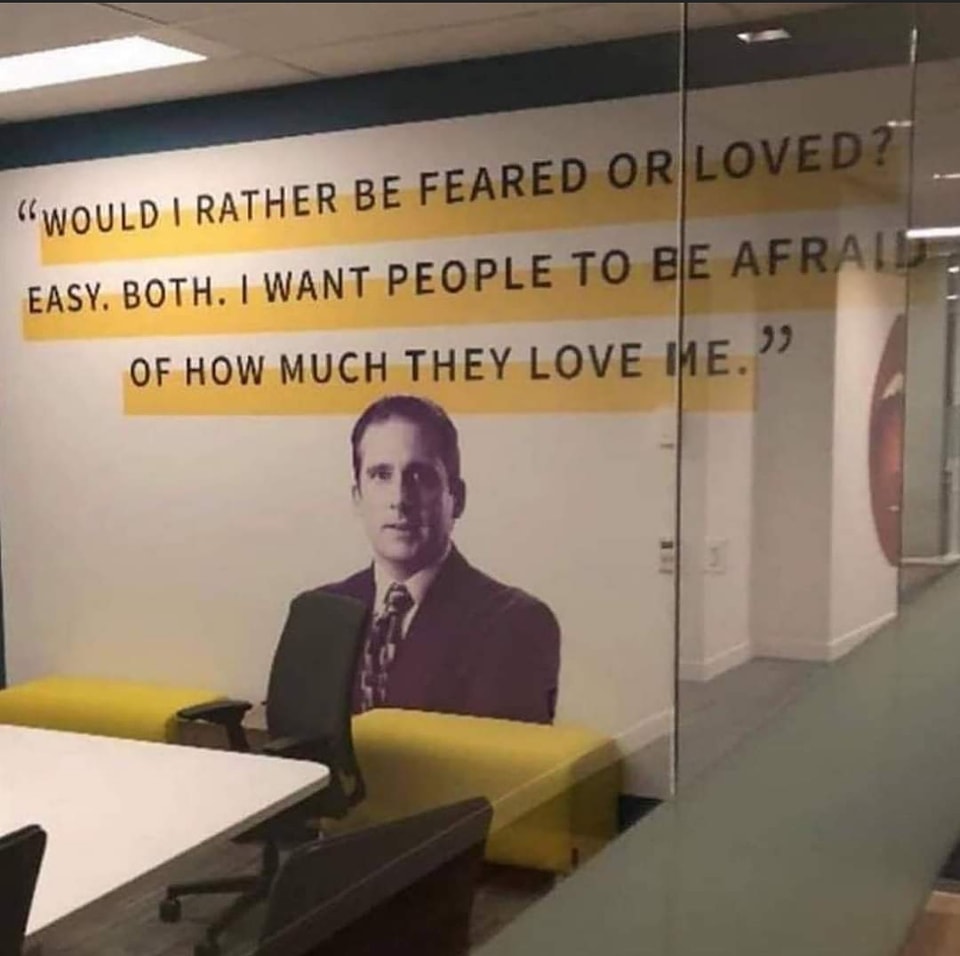 “WOULD I RATHER BE FEARED OR LOVED?
EASY. BOTH. I WANT PEOPLE TO BE AFRAID
OF HOW MUCH THEY LOVE ME.”